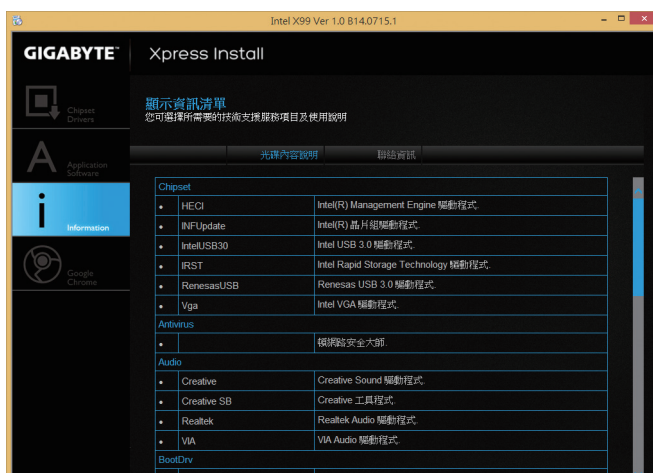 Intel X99 Ver 1.0 B14.0715.1
GIGABYTE™ Xpress Install
Chipset
Drivers
Application
Software
Information
Google
Chrome
顯示資訊清單
您可選擇所需要的技術支援服務項目及使用說明
光碟內容說明 聯絡資訊
Chipset
• HECI Intel(R) Management Engine 驅動程式.
• INFUpdate Intel(R) 晶片組驅動程式.
• IntelUSB30 Intel USB 3.0 驅動程式.
• IRST Intel Rapid Storage Technology 驅動程式.
• RenesasUSB Renesas USB 3.0 驅動程式.
• Vga Intel VGA 驅動程式.
Antivirus
• 頓網路安全大師.
Audio
• Creative Creative Sound 驅動程式.
• Creative SB Creative 工具程式.
• Realtek Realtek Audio 驅動程式.
• VIA VIA Audio 驅動程式.
BootDrv